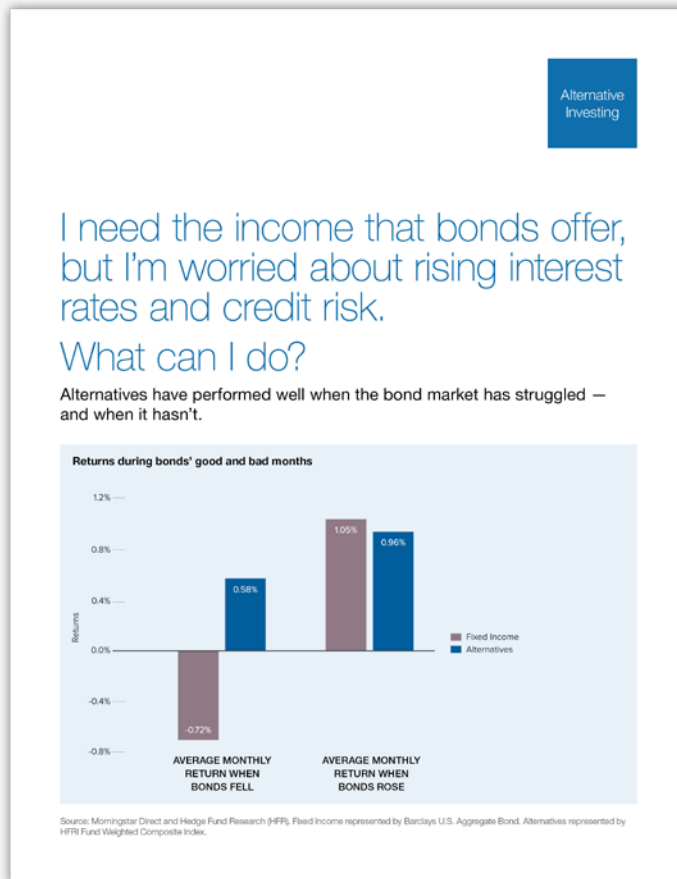 Alternative
Investing
I need the income that bonds offer,
but I'm worried about rising interest
rates and credit risk.
What can I do?
Alternatives have performed well when the bond market has struggled —
and when it hasn't.
Returns during bonds' good and bad months
1.2%
0.8%
0.4%
0.0%
-0.4%
-0.8%
Returns
0.58%
-0.72%
1.05%
0.96%
Fixed Income
Alternatives
AVERAGE MONTHLY
RETURN WHEN
BONDS FELL
AVERAGE MONTHLY
RETURN WHEN
BONDS ROSE
Source: Morningstar Direct and Hedge Fund Research (HFR). Fixed Income represented by Barclays U.S. Aggregate Bond. Alternatives represented by
HFRI Fund Weighted Composite Index.